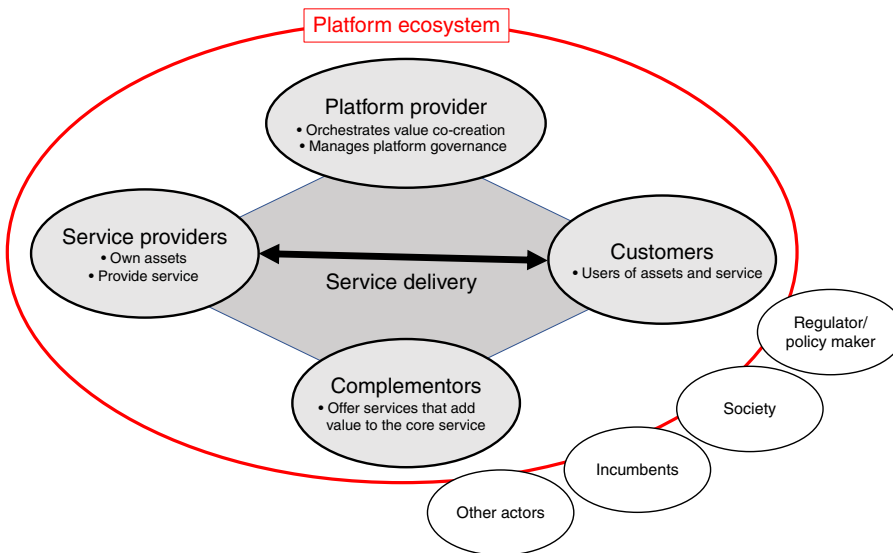 Platform ecosystem
Platform provider
• Orchestrates value co-creation
• Manages platform governance
Service providers
• Own assets
• Provide service
Service delivery
Customers
• Users of assets and service
Complementors
• Offer services that add
value to the core service
Regulator/
policy maker
Society
Incumbents
Other actors